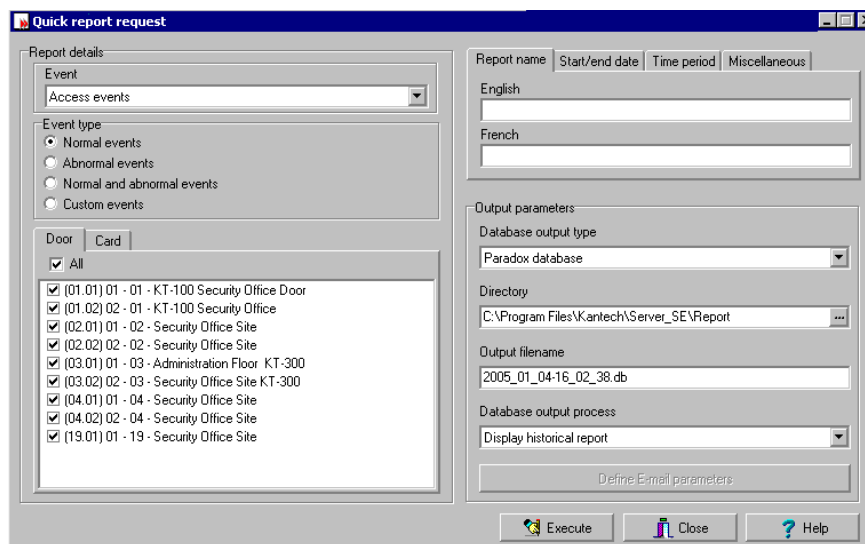 Quick report request
Report details
Event
Access events
Event type
Normal events
Abnormal events
Normal and abnormal events
Custom events
Door Card
All
(01.01) 01 - 01 - KT-100 Security Office Door
(01.02) 02 - 01 - KT-100 Security Office
(02.01) 01 - 02 - Security Office Site
(02.02) 02 - 02 - Security Office Site
(03.01) 01 - 03 - Administration Floor KT-300
(03.02) 02 - 03 - Security Office Site KT-300
(04.01) 01 - 04 - Security Office Site
(04.02) 02 - 04 - Security Office Site
(19.01) 01 - 19 - Security Office Site
Report name Start/end date Time period Miscellaneous
English
French
Output parameters
Database output type
Paradox database
Directory
C:\Program Files\Kantech\Server_SE\Report
...
Output filename
2005_01_04-16_02_38.db
Database output process
Display historical report
Define E-mail parameters
Execute Close Help